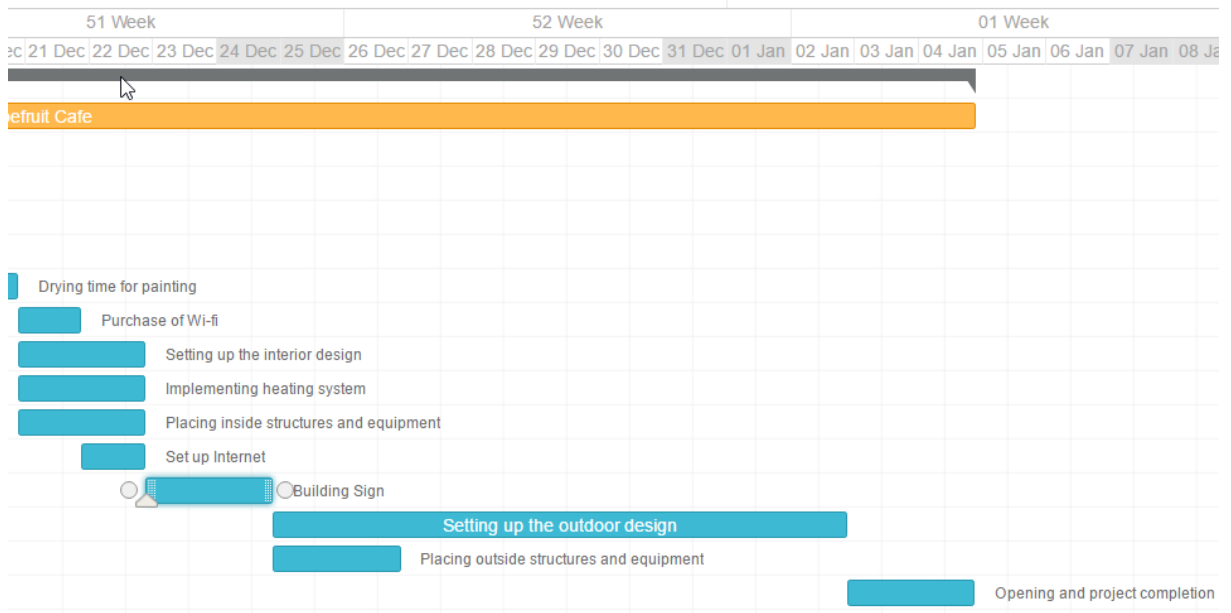 51 Week 52 Week 01 Week
ec 21 Dec 22 Dec 23 Dec 24 Dec 25 Dec 26 Dec 27 Dec 28 Dec 29 Dec 30 Dec 31 Dec 01 Jan 02 Jan 03 Jan 04 Jan 05 Jan 06 Jan 07 Jan 08 Ja
efruit Cafe
Drying time for painting
Purchase of Wi-fi
Setting up the interior design
Implementing heating system
Placing inside structures and equipment
Set up Internet
Building Sign
Setting up the outdoor design
Placing outside structures and equipment
Opening and project completion